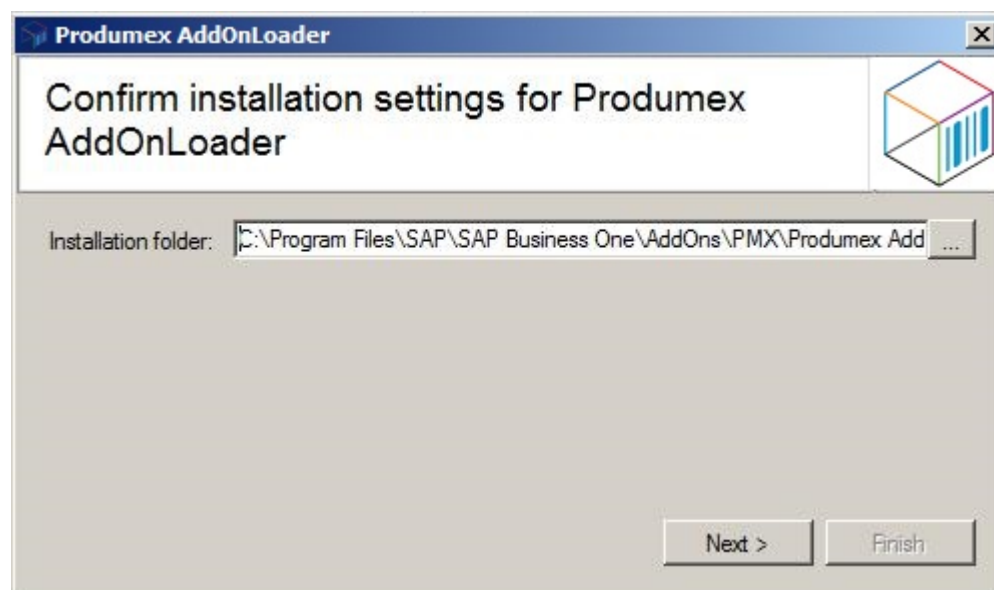 Produmex AddOnLoader
Confirm installation settings for Produmex
AddOnLoader
Installation folder: C:\Program Files\SAP\SAP Business One\AddOns\PMX\Produmex Add ...
Next > Finish